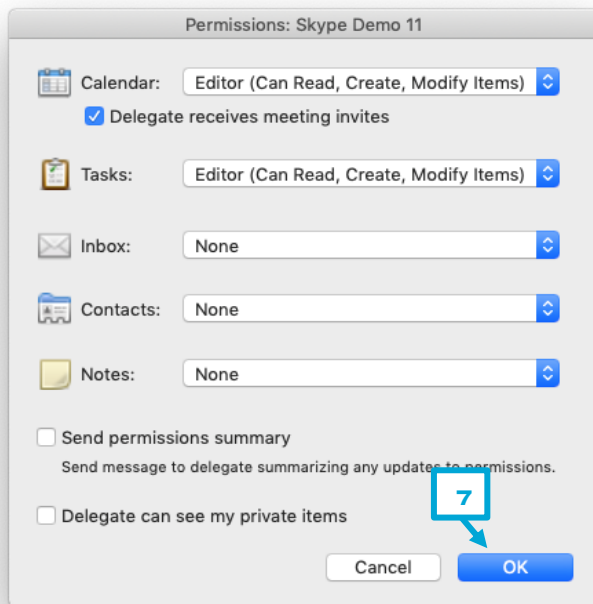 Permissions: Skype Demo 11
Calendar: Editor (Can Read, Create, Modify Items)
Delegate receives meeting invites
Tasks: Editor (Can Read, Create, Modify Items)
Inbox: None
Contacts: None
Notes: None
Send permissions summary
Send message to delegate summarizing any updates to permissions.
7
Delegate can see my private items
Cancel OK